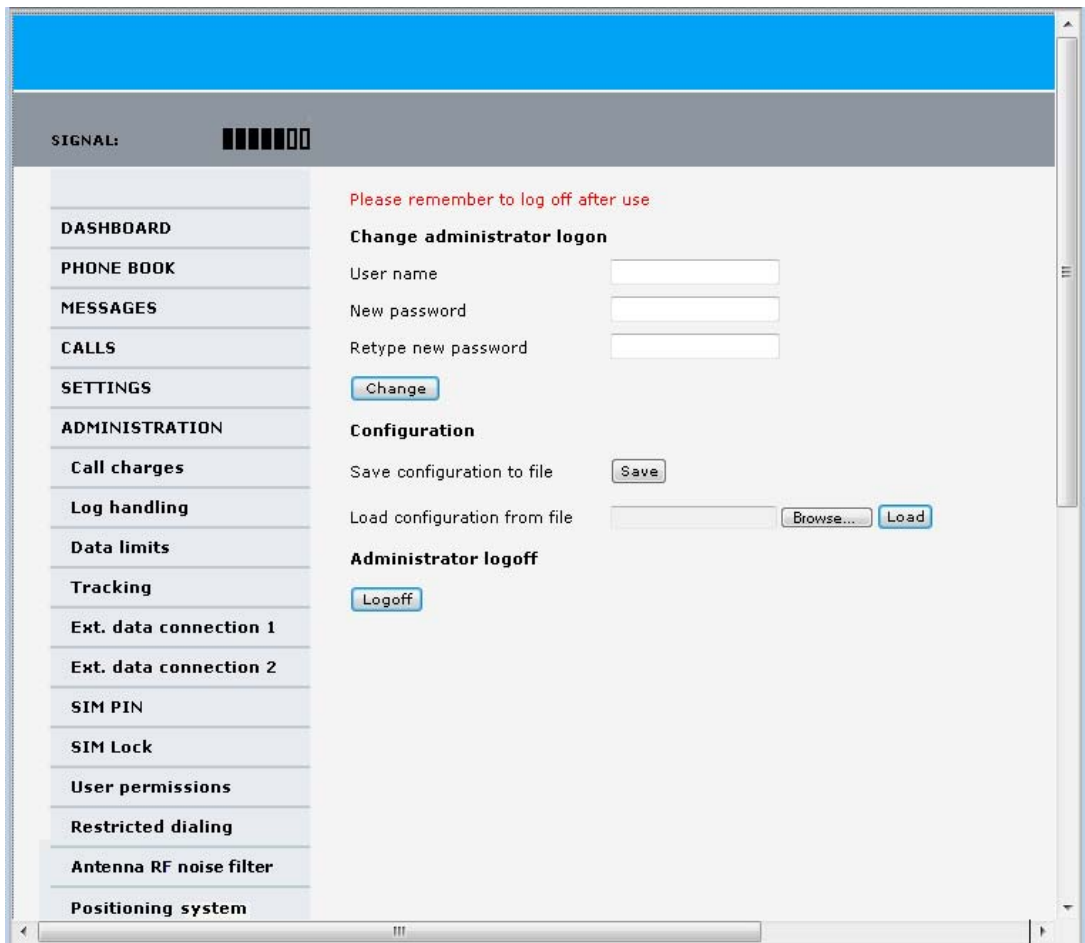 SIGNAL:
DASHBOARD
PHONE BOOK
MESSAGES
CALLS
SETTINGS
ADMINISTRATION
Call charges
Log handling
Data limits
Tracking
Ext. data connection 1
Ext. data connection 2
SIM PIN
SIM Lock
User permissions
Restricted dialing
Antenna RF noise filter
Positioning system
Please remember to log off after use
Change administrator logon
User name
New password
Retype new password
Change
Configuration
Save configuration to file Save
Load configuration from file Browse... Load
Administrator logoff
Logoff